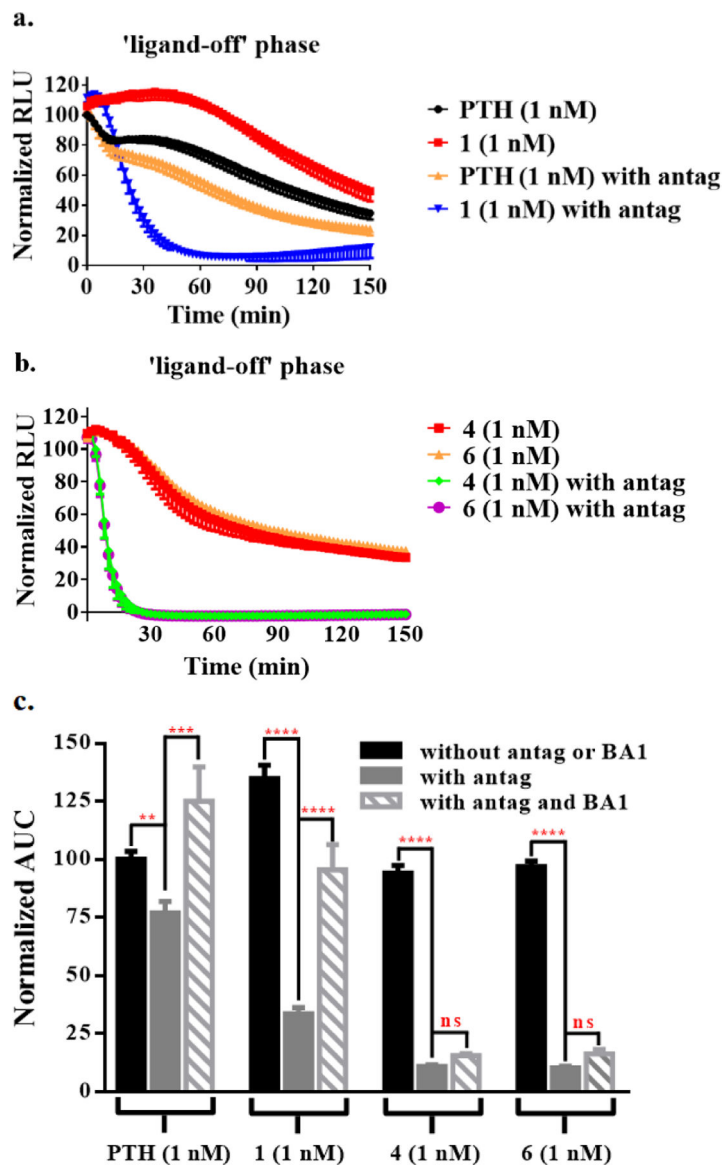 a.
'ligand-off' phase
Normalized RLU
120
100
80
60
40
20
0
0 30 60 90 120 150
Time (min)
PTH (1 nM)
1 (1 nM)
PTH (1 nM) with antag
1 (1 nM) with antag
b.
'ligand-off' phase
Normalized RLU
120
100
80
60
40
20
0
30 60 90 120 150
Time (min)
4 (1 nM)
6 (1 nM)
4 (1 nM) with antag
6 (1 nM) with antag
c.
Normalized AUC
150
125
100
75
50
25
0
without antag or BA1
with antag
with antag and BA1
** *** **** **** **** ns **** ns
PTH (1 nM) 1 (1 nM) 4 (1 nM) 6 (1 nM)